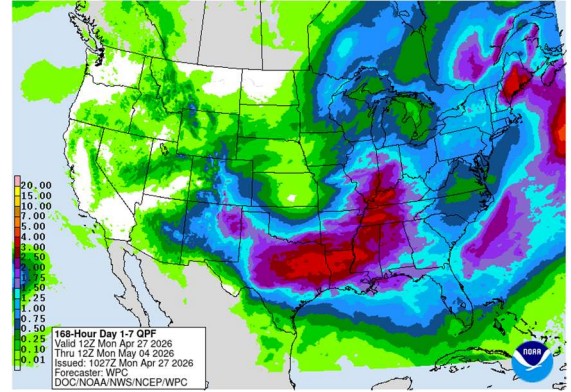 20.00
15.00
10.00
7.00
5.00
4.00
3.00
2.50
2.00
1.75
1.50
1.25
1.00
0.75
0.50
0.25
0.10
0.01
168-Hour Day 1-7 QPF
Valid 12Z Mon Apr 27 2026
Thru 12Z Mon May 04 2026
Issued: 1027Z Mon Apr 27 2026
Forecaster: WPC
DOC/NOAA/NWS/NCEP/WPC
NOAA